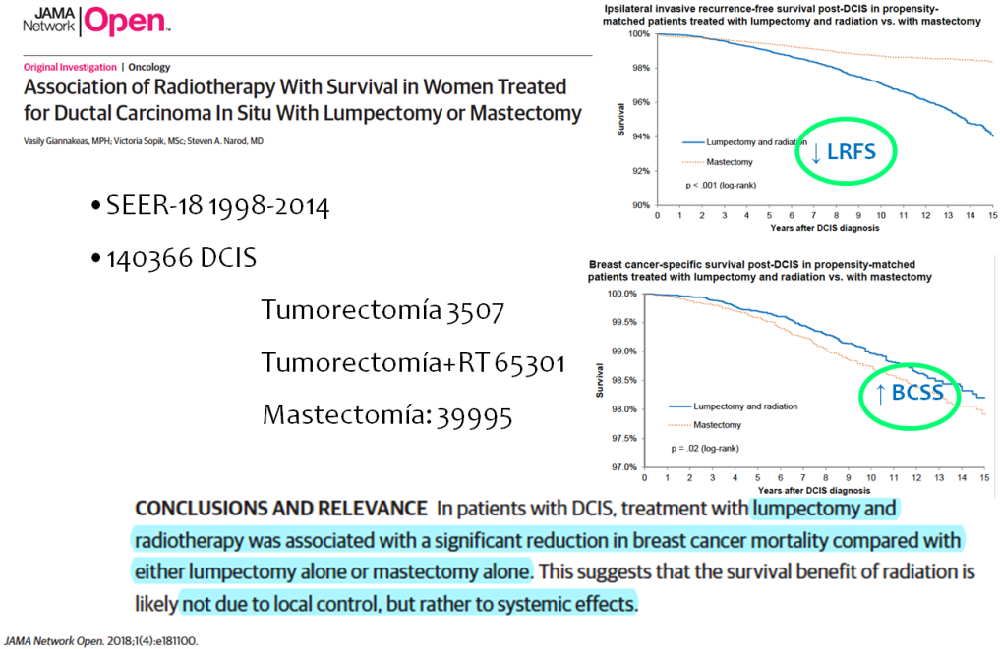 JAMA Network | Open™
Original Investigation | Oncology
Association of Radiotherapy With Survival in Women Treated
for Ductal Carcinoma In Situ With Lumpectomy or Mastectomy
Vasily Giannakeas, MPH; Victoria Sopik, MSc; Steven A. Narod, MD
• SEER-18 1998-2014
• 140366 DCIS
Tumorectomía 3507
Tumorectomía+RT 65301
Mastectomía: 39995
Ipsilateral invasive recurrence-free survival post-DCIS in propensity-
matched patients treated with lumpectomy and radiation vs. with mastectomy
100%
98%
96%
94%
92%
90%
Survival
Lumpectomy and radiation
Mastectomy
p < .001 (log-rank)
↓ LRFS
0 1 2 3 4 5 6 7 8 9 10 11 12 13 14 15
Years after DCIS diagnosis
Breast cancer-specific survival post-DCIS in propensity-matched
patients treated with lumpectomy and radiation vs. with mastectomy
100.0%
99.5%
99.0%
98.5%
98.0%
97.5%
97.0%
Survival
Lumpectomy and radiation
Mastectomy
p = .02 (log-rank)
↑ BCSS
0 1 2 3 4 5 6 7 8 9 10 11 12 13 14 15
Years after DCIS diagnosis
CONCLUSIONS AND RELEVANCE In patients with DCIS, treatment with lumpectomy and
radiotherapy was associated with a significant reduction in breast cancer mortality compared with
either lumpectomy alone or mastectomy alone. This suggests that the survival benefit of radiation is
likely not due to local control, but rather to systemic effects.
JAMA Network Open. 2018;1(4):e181100.